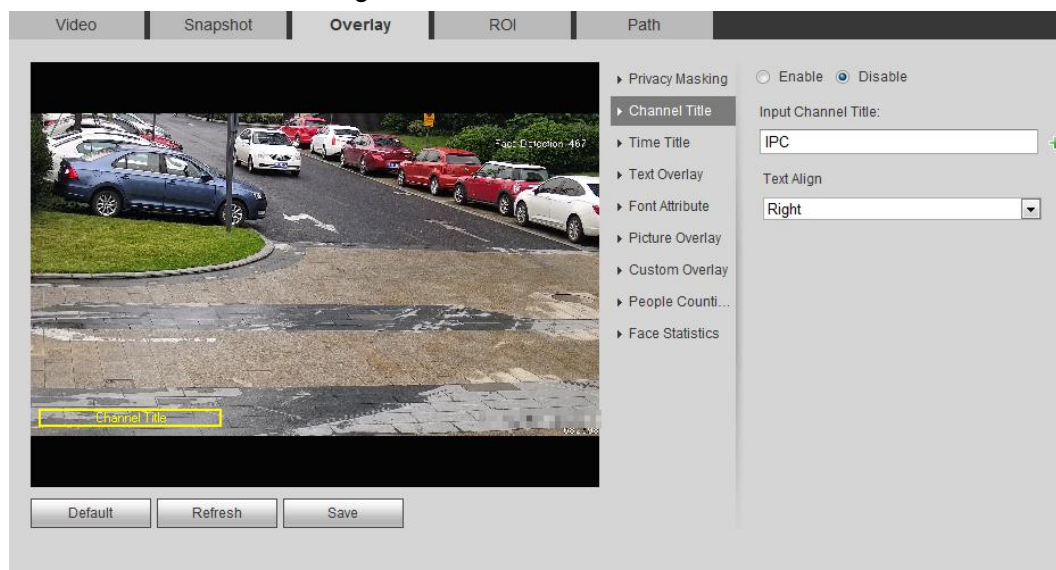 Video Snapshot Overlay ROI Path
Privacy Masking
Channel Title
Time Title
Text Overlay
Font Attribute
Picture Overlay
Custom Overlay
People Counti...
Face Statistics
Enable Disable
Input Channel Title:
IPC
Text Align
Right
Face Detection 467
Channel Title
Default Refresh Save